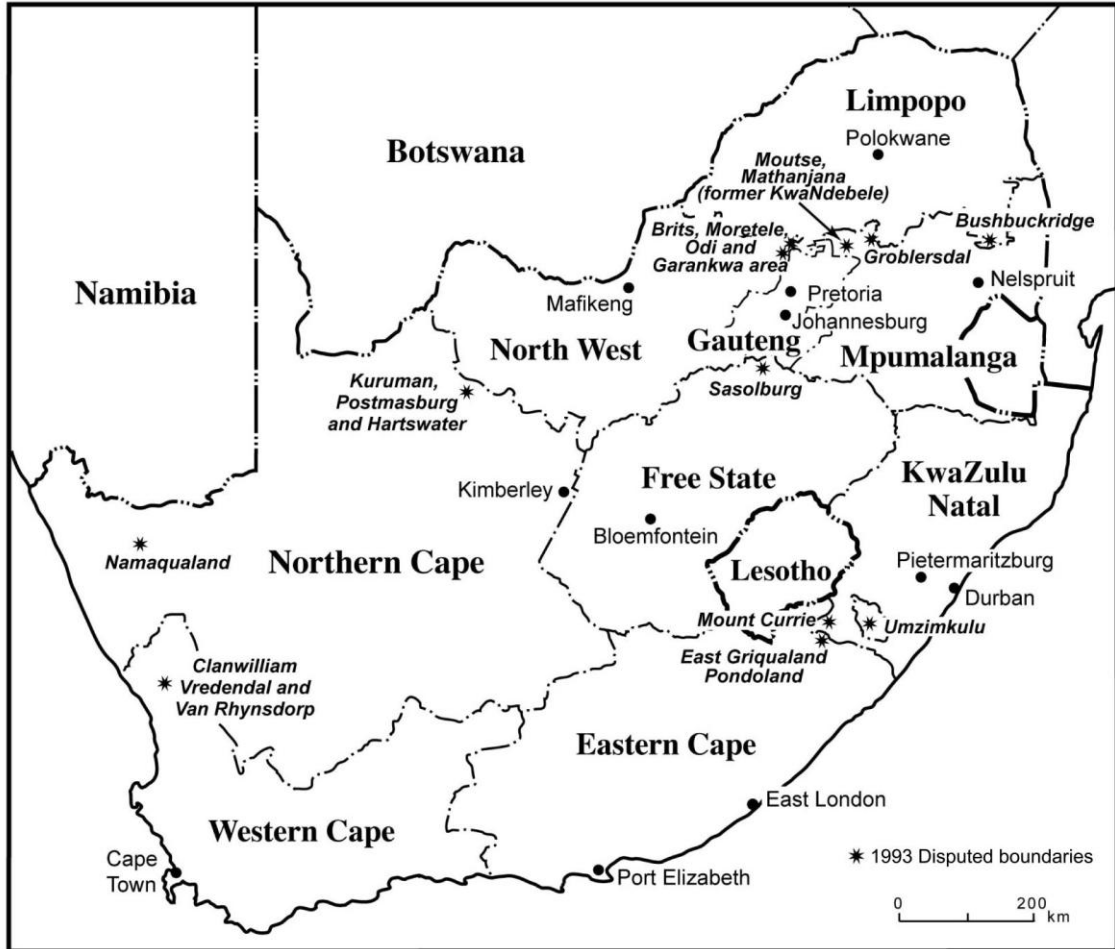 Limpopo
Polokwane
Botswana
Moutse,
Mathanjana
(former KwaNdebele)
Bushbuckridge
Brits, Moretele,
Odi and
Garankwa area
Groblersdal
Namibia
Mafikeng
Pretoria
Nelspruit
Johannesburg
North West
Gauteng
Mpumalanga
Kuruman,
Postmasburg
and Hartswater
Sasolburg
Kimberley
Free State
KwaZulu
Natal
Bloemfontein
Namaqualand
Northern Cape
Lesotho
Pietermaritzburg
Durban
Mount Currie
Umzimkulu
East Griqualand
Pondoland
Clanwilliam
Vredendal and
Van Rhynsdorp
Eastern Cape
East London
Western Cape
Cape
Town
Port Elizabeth
1993 Disputed boundaries
0 200
km